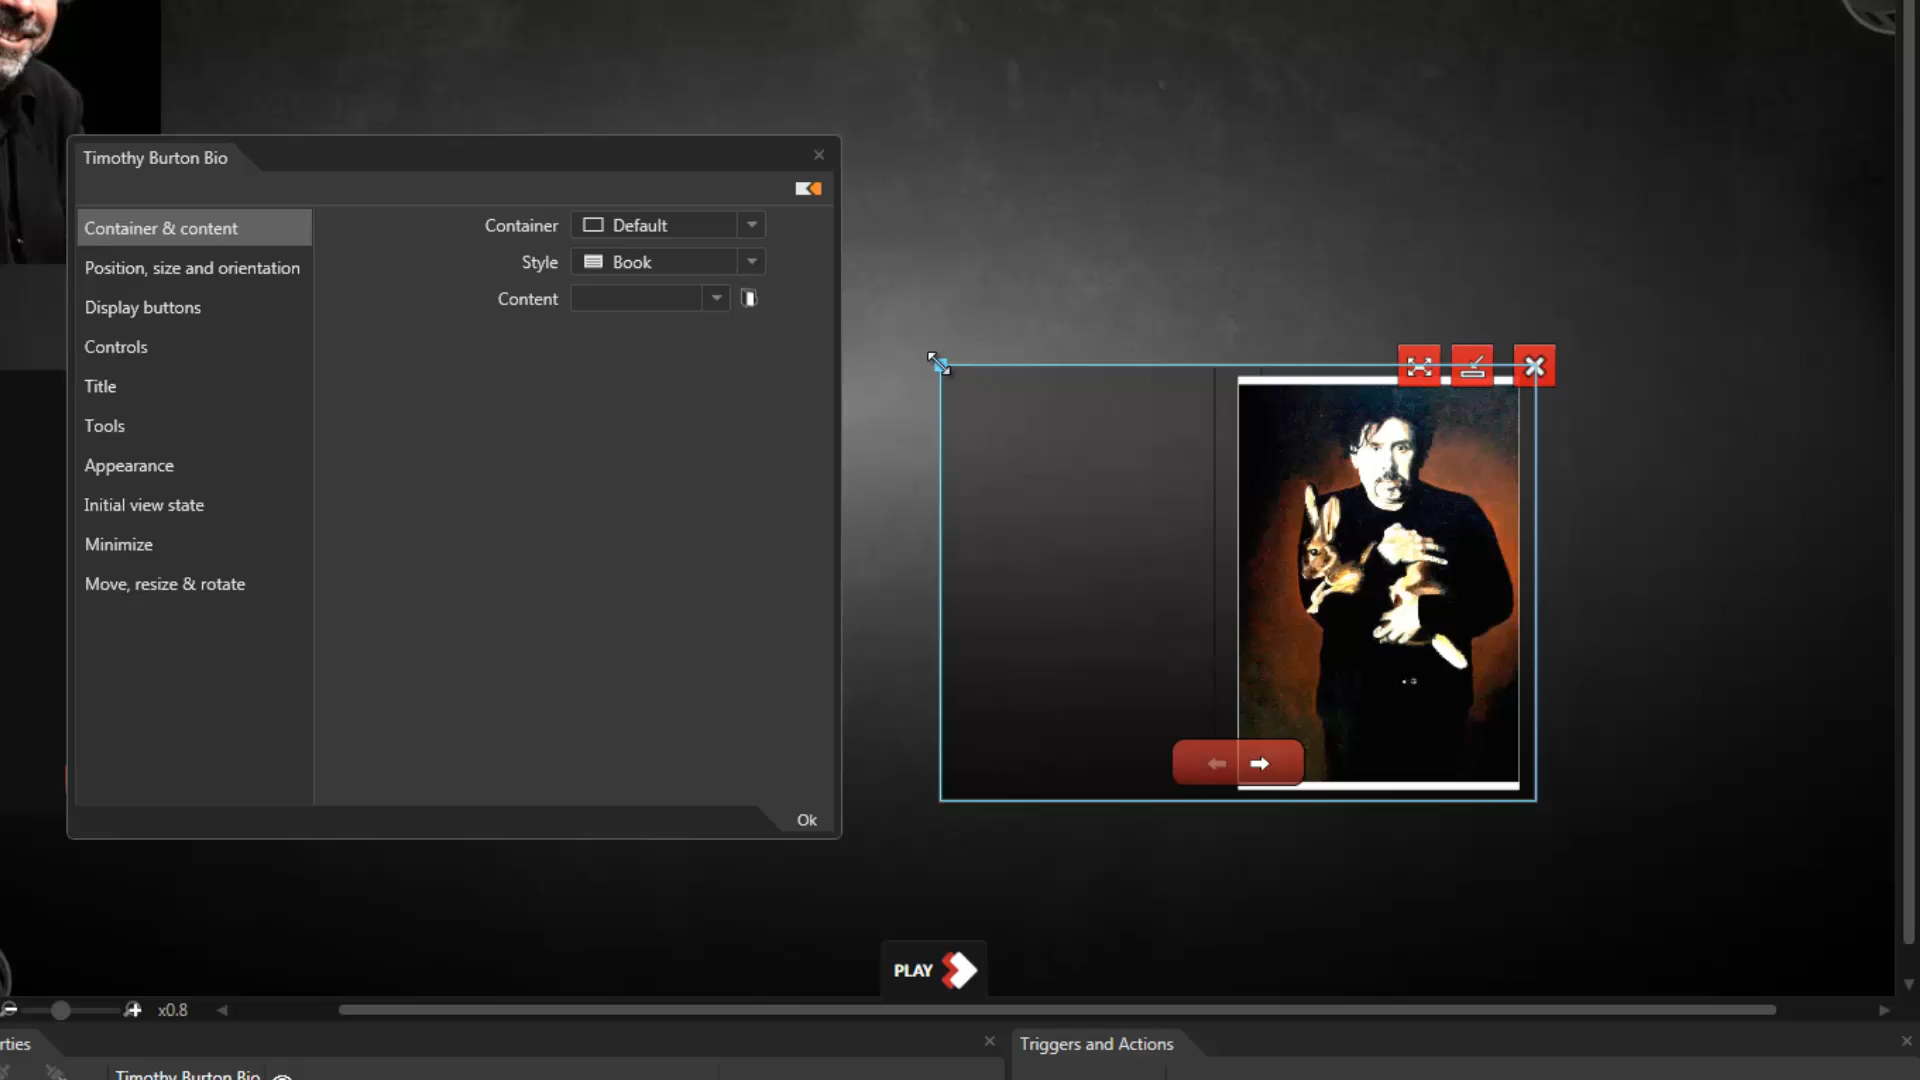 Timothy Burton Bio
Container & content
Position, size and orientation
Display buttons
Controls
Title
Tools
Appearance
Initial view state
Minimize
Move, resize & rotate
Container Default
Style Book
Content
Ok
PLAY
x0.8
rties
Triggers and Actions
Timothy Burton Bio